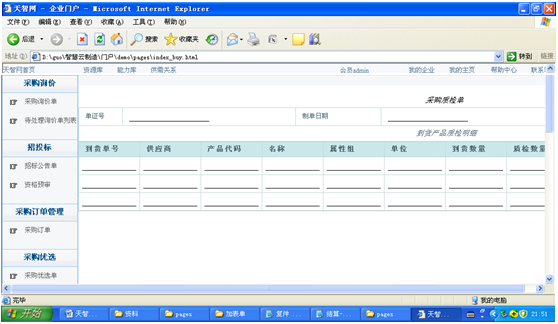 天智网 - 企业门户 - Microsoft Internet Explorer
文件(F) 编辑(E) 查看(V) 收藏(A) 工具(T) 帮助(H)
后退 搜索 收藏夹
地址(D) D:\guo\智慧云制造\门户\demo\pages\index_buy.html 转到 链接
天智网首页 资源库 能力库 供需关系 会员admin 我的企业 我的主页 帮助中心 联系
采购询价
采购询价单
待处理询价单列表
招投标
招标公告单
资格预审
采购订单管理
采购订单
采购优选
采购优选单
采购质检单
单证号 制单日期
到货产品质检明细
到货单号 供应商 产品代码 名称 属性组 单位 到货数量 质检数量
完毕 我的电脑
开始 天智... 资料 pages 加表单 复件 ... 结算-... pages 天智... 21:51